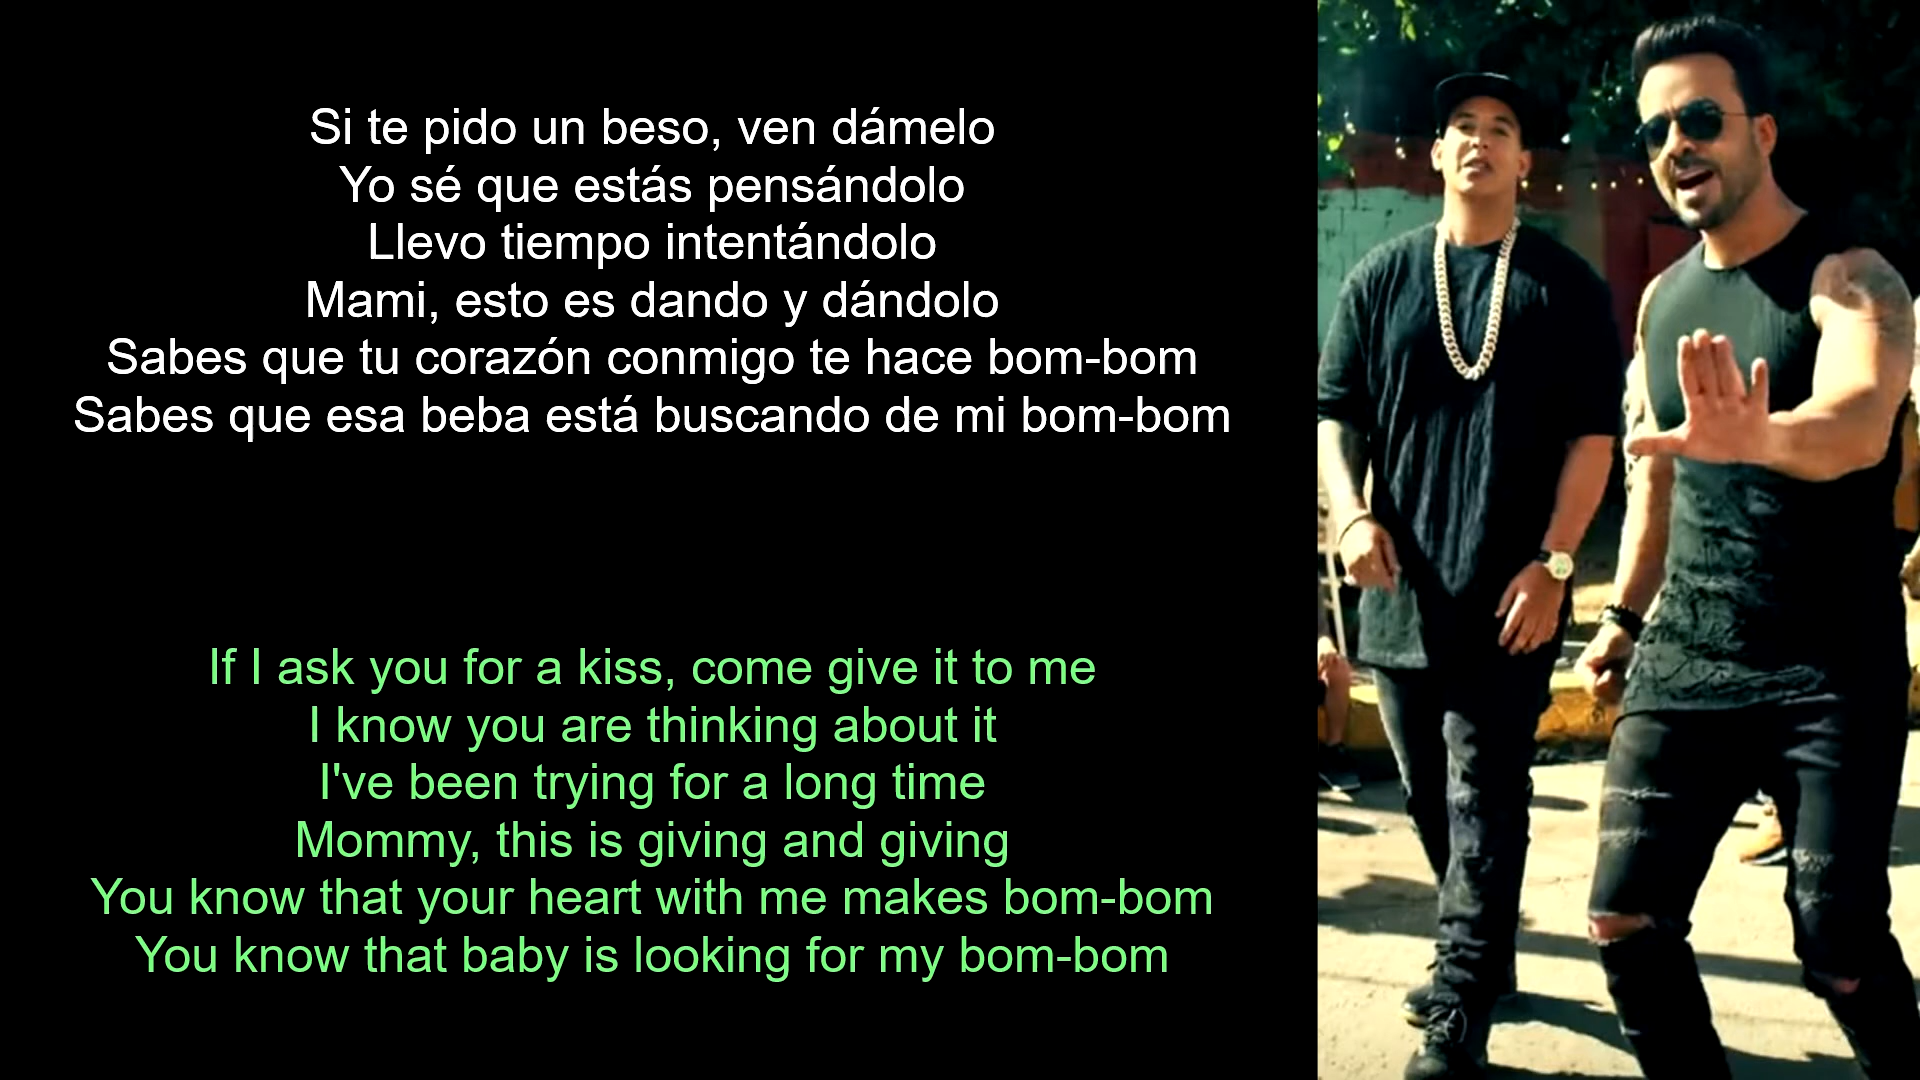 Si te pido un beso, ven dámelo
Yo sé que estás pensándolo
Llevo tiempo intentándolo
Mami, esto es dando y dándolo
Sabes que tu corazón conmigo te hace bom-bom
Sabes que esa beba está buscando de mi bom-bom
If I ask you for a kiss, come give it to me
I know you are thinking about it
I've been trying for a long time
Mommy, this is giving and giving
You know that your heart with me makes bom-bom
You know that baby is looking for my bom-bom